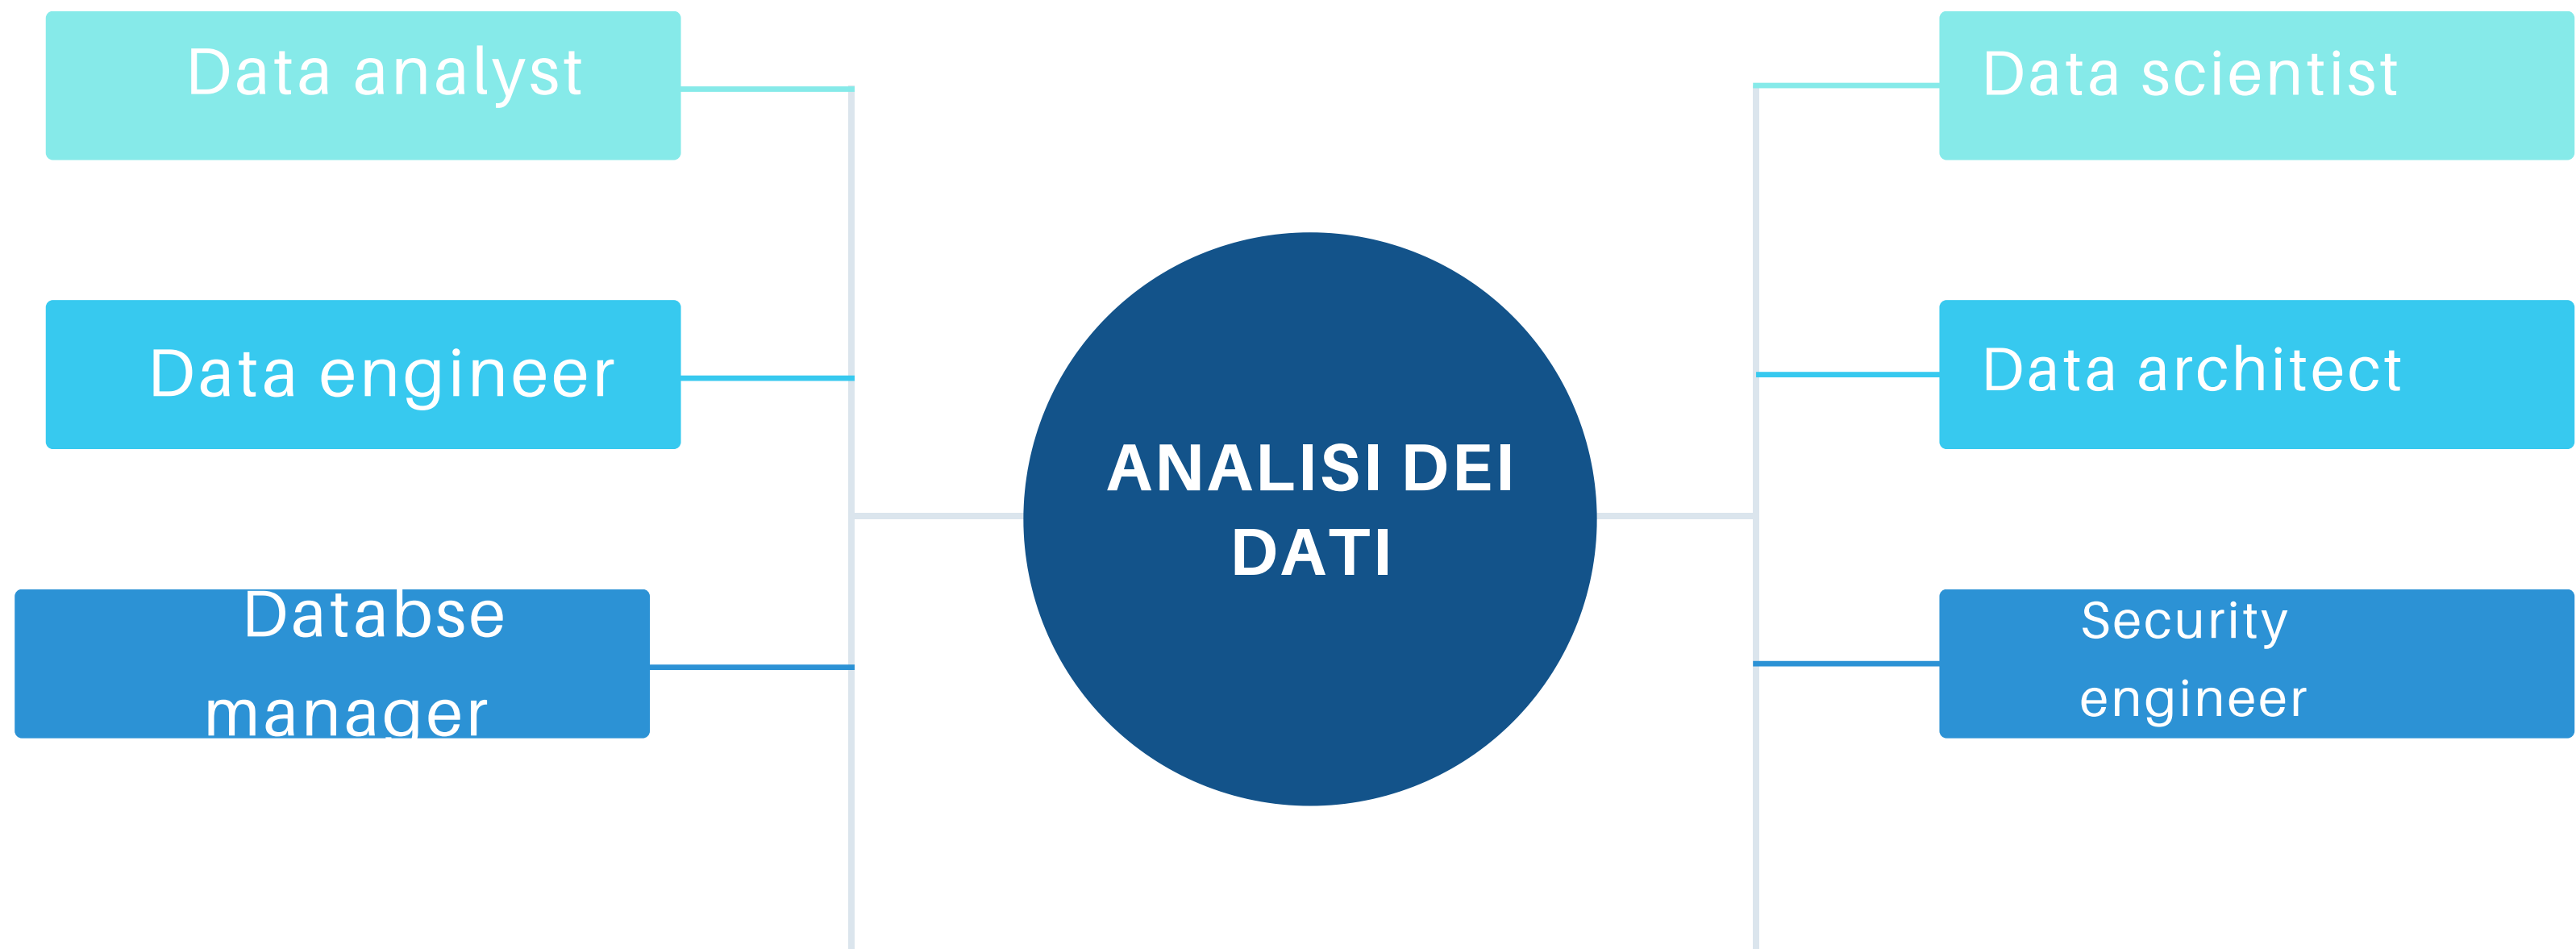 Data analyst
Data engineer
Databse
manager
ANALISI DEI
DATI
Data scientist
Data architect
Security
engineer